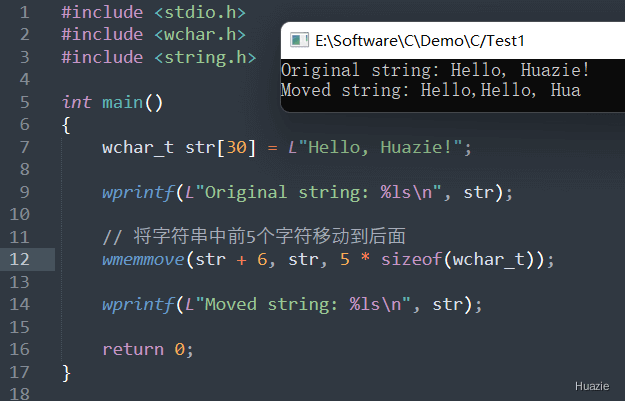 1 #include <stdio.h>
2 #include <wchar.h>
3 #include <string.h>
4
5 int main()
6 {
7 wchar_t str[30] = L"Hello, Huazie!";
8
9 wprintf(L"Original string: %ls\n", str);
10
11 // 将字符串中前5个字符移动到后面
12 wmemmove(str + 6, str, 5 * sizeof(wchar_t));
13
14 wprintf(L"Moved string: %ls\n", str);
15
16 return 0;
17 }
18
E:\Software\C\Demo\C/Test1
Original string: Hello, Huazie!
Moved string: Hello,Hello, Hua
Huazie